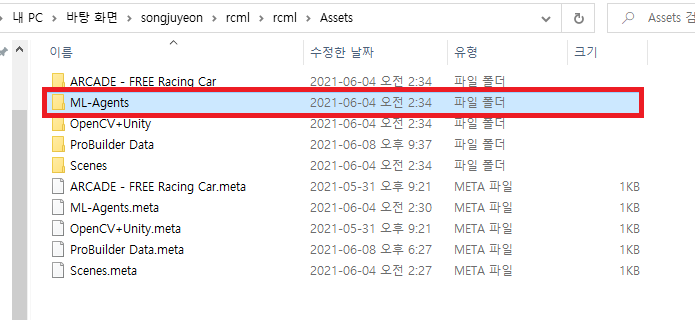 내 PC > 바탕 화면 > songjuyeon > rcml > rcml > Assets
Assets 검
이름 수정한 날짜 유형 크기
ARCADE - FREE Racing Car 2021-06-04 오전 2:34 파일 폴더
ML-Agents 2021-06-04 오전 2:34 파일 폴더
OpenCV+Unity 2021-06-04 오전 2:34 파일 폴더
ProBuilder Data 2021-06-08 오후 9:37 파일 폴더
Scenes 2021-06-04 오전 2:34 파일 폴더
ARCADE - FREE Racing Car.meta 2021-05-31 오후 9:21 META 파일 1KB
ML-Agents.meta 2021-06-04 오전 2:30 META 파일 1KB
OpenCV+Unity.meta 2021-05-31 오후 9:21 META 파일 1KB
ProBuilder Data.meta 2021-06-08 오후 6:27 META 파일 1KB
Scenes.meta 2021-06-04 오전 2:27 META 파일 1KB